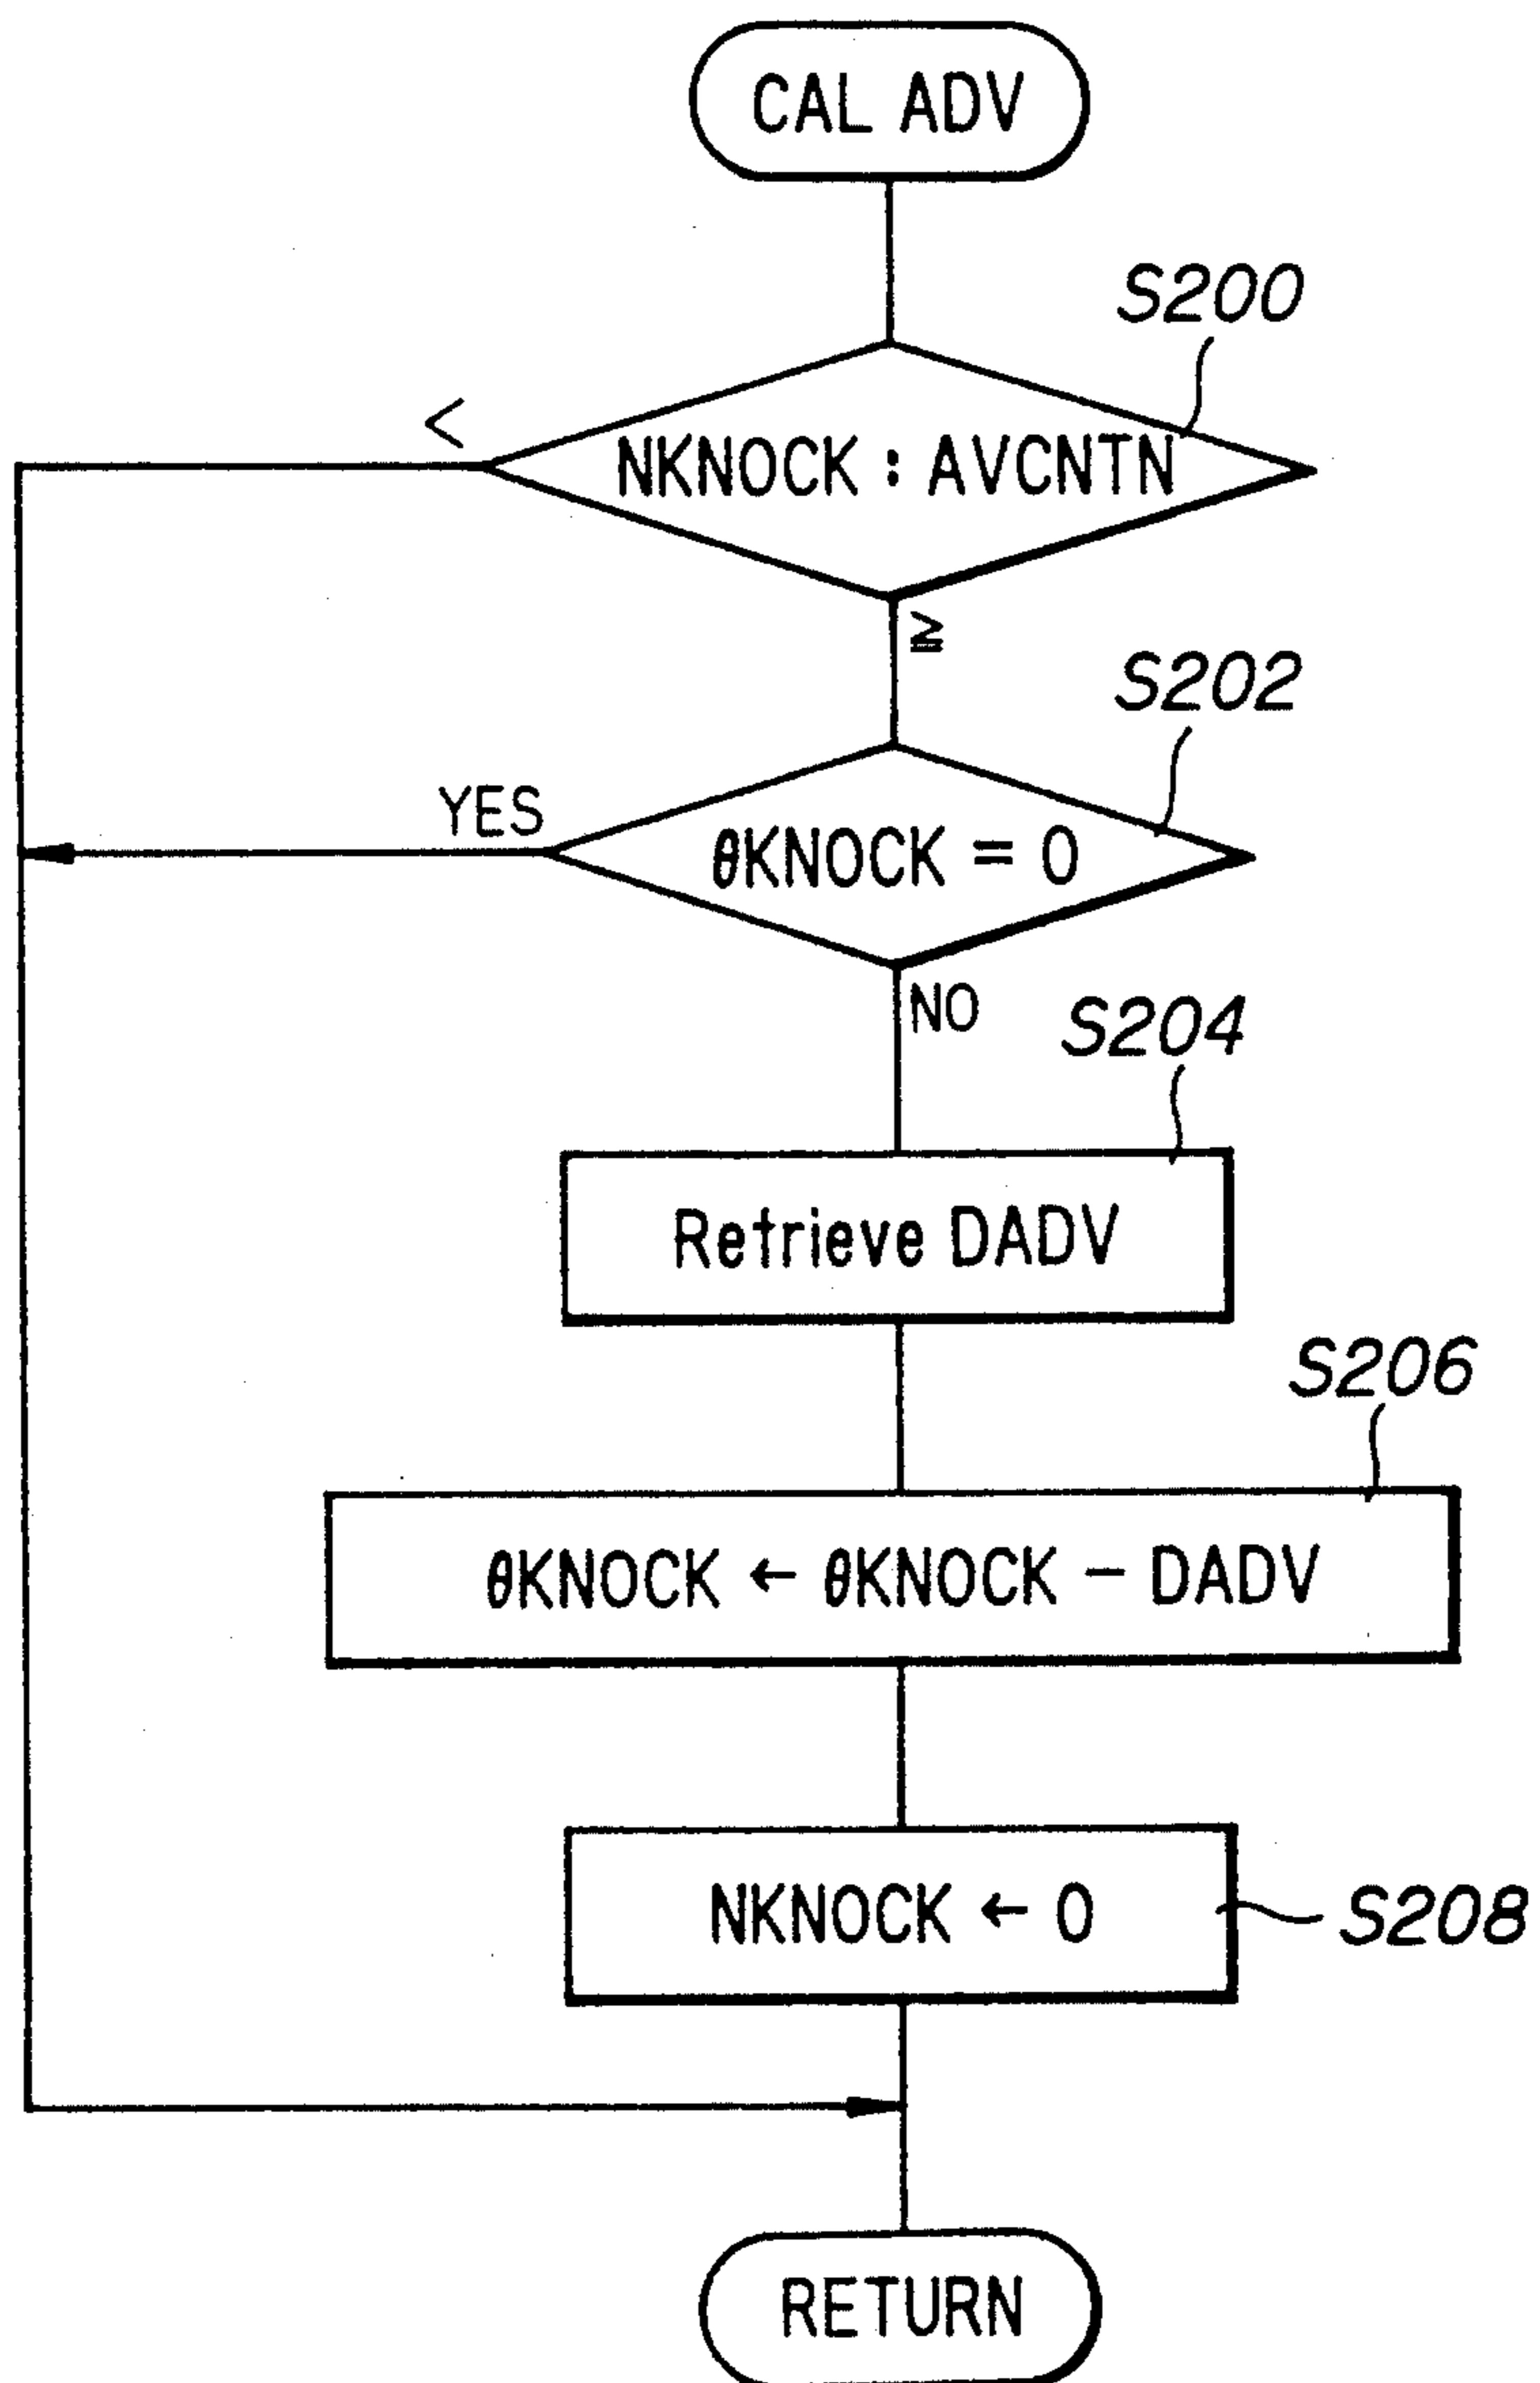 CAL ADV
S200
<
NKNOCK : AVCNTN
≧
S202
YES
θKNOCK = 0
NO
S204
Retrieve DADV
S206
θKNOCK ← θKNOCK – DADV
NKNOCK ← 0
S208
RETURN